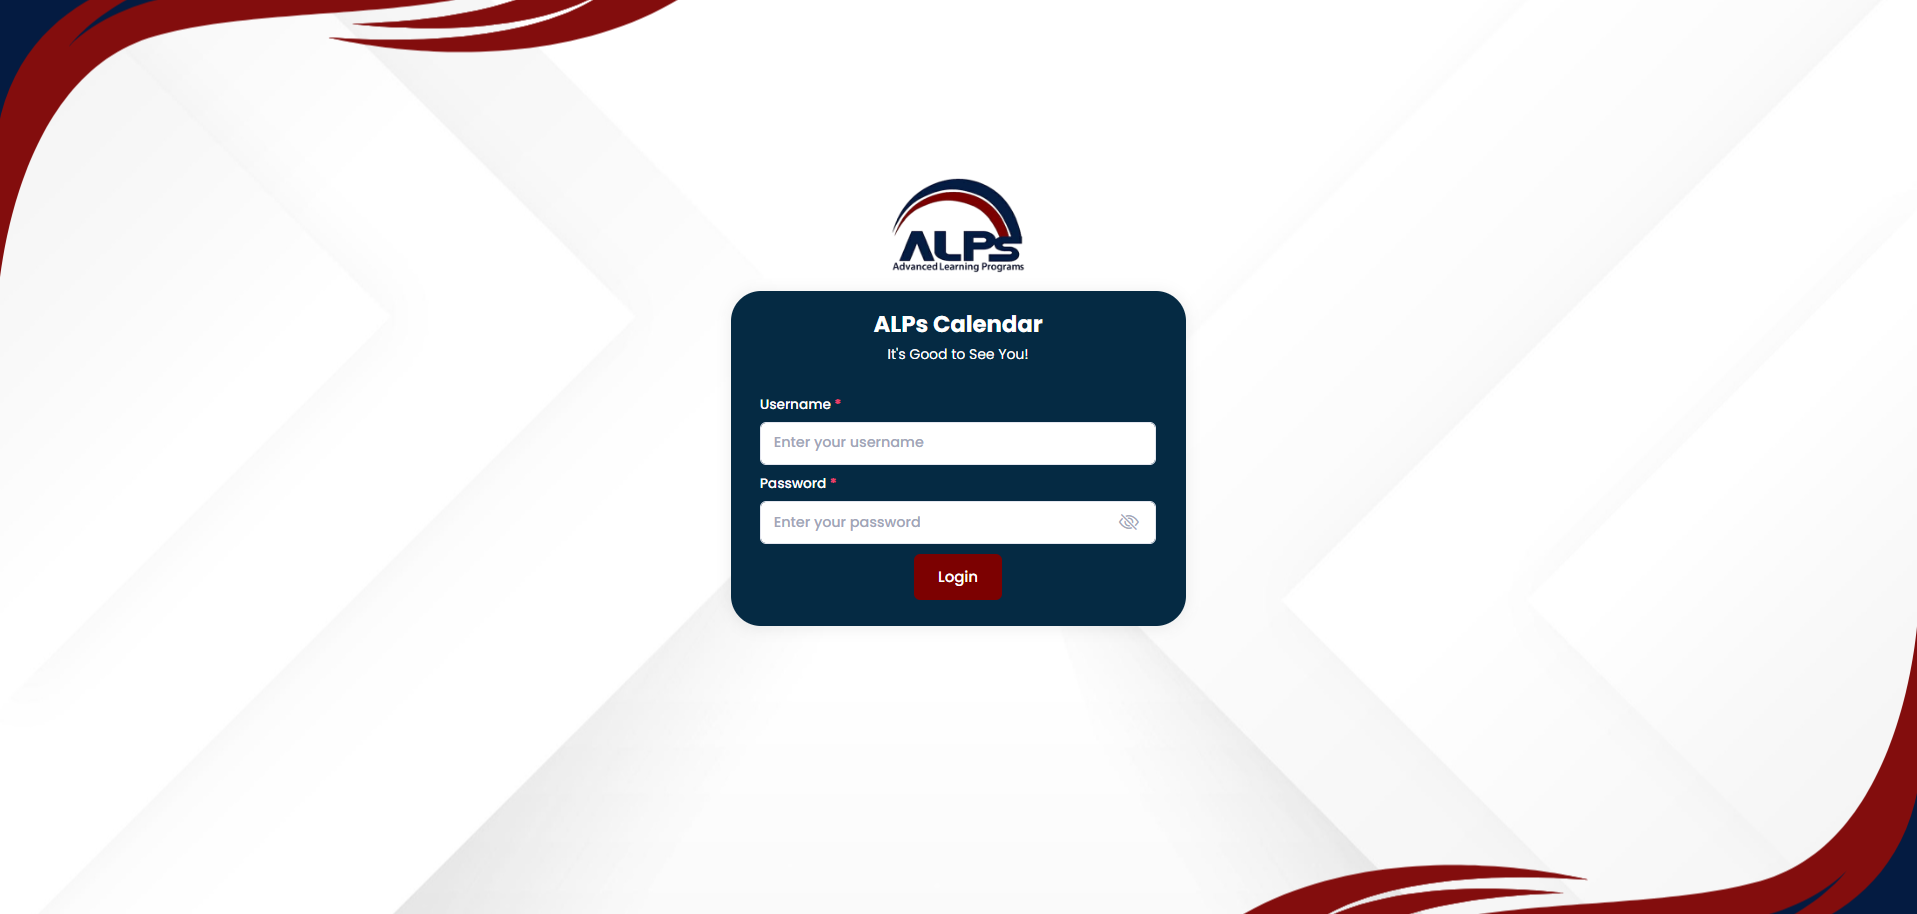 ALPs
Advanced Learning Programs
ALPs Calendar
It's Good to See You!
Username *
Enter your username
Password *
Enter your password
Login